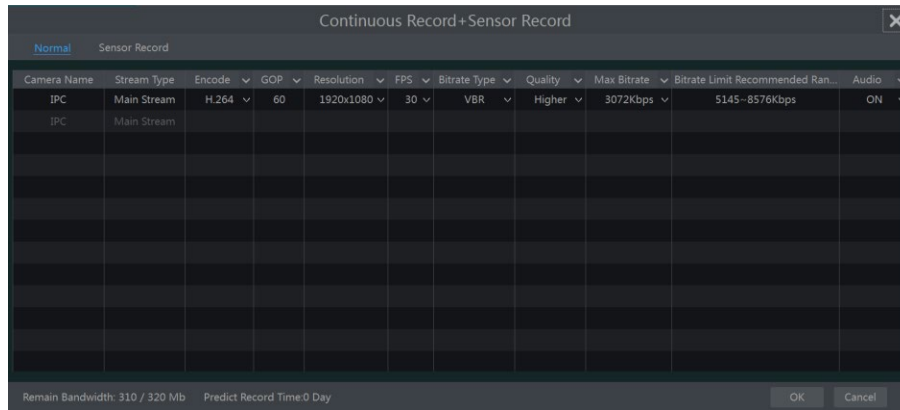 Continuous Record+Sensor Record
Normal Sensor Record
Camera Name Stream Type Encode GOP Resolution FPS Bitrate Type Quality Max Bitrate Bitrate Limit Recommended Ran... Audio
IPC Main Stream H.264 60 1920x1080 30 VBR Higher 3072Kbps 5145~8576Kbps ON
IPC Main Stream
Remain Bandwidth: 310 / 320 Mb Predict Record Time:0 Day OK Cancel